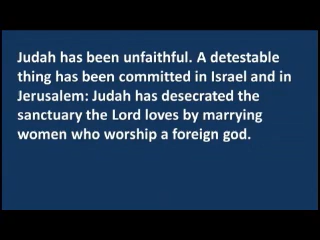 Judah has been unfaithful. A detestable
thing has been committed in Israel and in
Jerusalem: Judah has desecrated the
sanctuary the Lord loves by marrying
women who worship a foreign god.